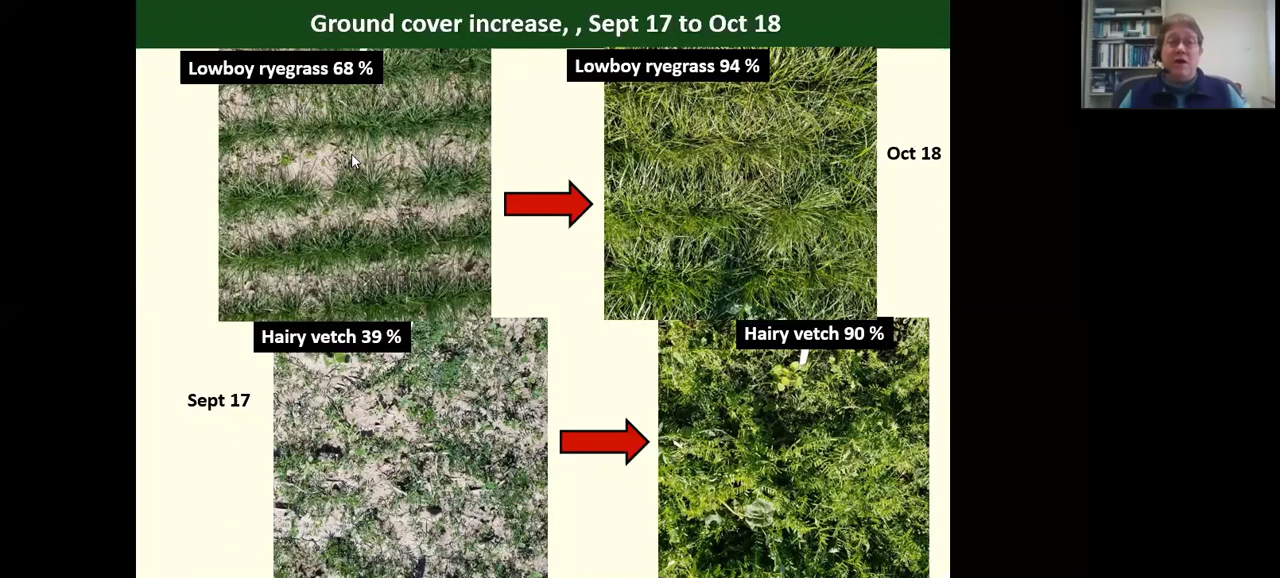 Ground cover increase, , Sept 17 to Oct 18
Lowboy ryegrass 68 %
Lowboy ryegrass 94 %
Oct 18
Hairy vetch 39 %
Hairy vetch 90 %
Sept 17